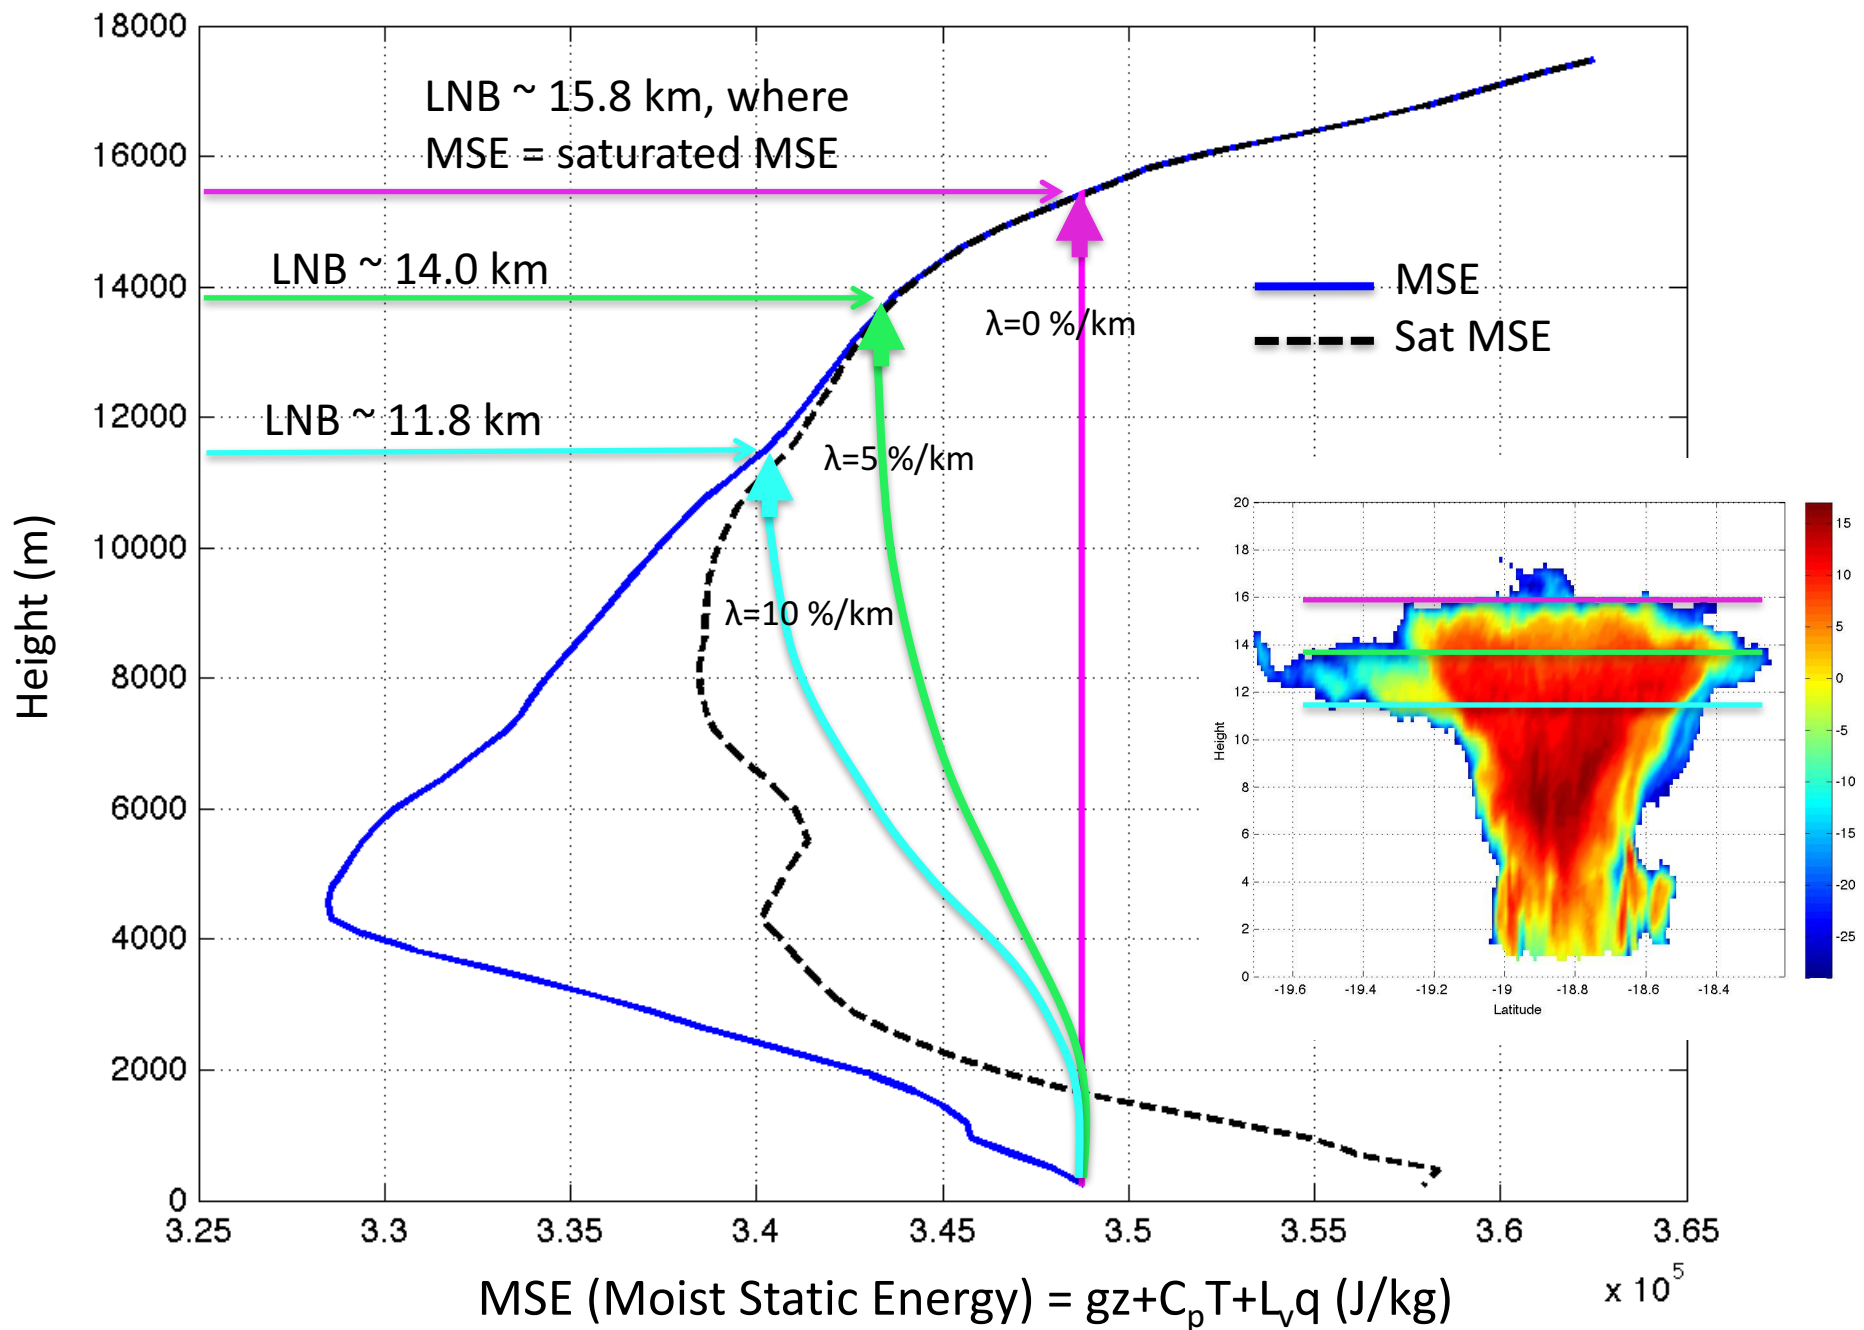 18000
16000
14000
12000
10000
8000
6000
4000
2000
0
Height (m)
LNB ~ 15.8 km, where
MSE = saturated MSE
LNB ~ 14.0 km
LNB ~ 11.8 km
λ=0 %/km
λ=5 %/km
λ=10 %/km
MSE
Sat MSE
20
18
16
14
12
10
8
6
4
2
0
Height
-19.6 -19.4 -19.2 -19 -18.8 -18.6 -18.4
Latitude
15
10
5
0
-5
-10
-15
-20
-25
3.25 3.3 3.35 3.4 3.45 3.5 3.55 3.6 3.65
x 10⁵
MSE (Moist Static Energy) = gz+CₚT+Lᵥq (J/kg)